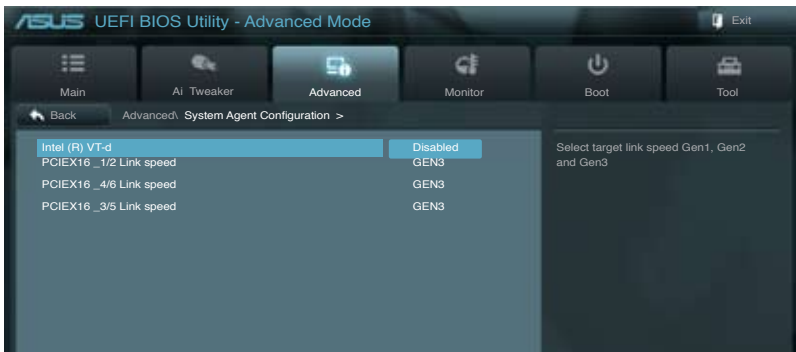 ASUS UEFI BIOS Utility - Advanced Mode Exit
Main Ai Tweaker Advanced Monitor Boot Tool
Back Advanced\ System Agent Configuration >
Intel (R) VT-d Disabled
PCIEX16 _1/2 Link speed GEN3
PCIEX16 _4/6 Link speed GEN3
PCIEX16 _3/5 Link speed GEN3
Select target link speed Gen1, Gen2
and Gen3